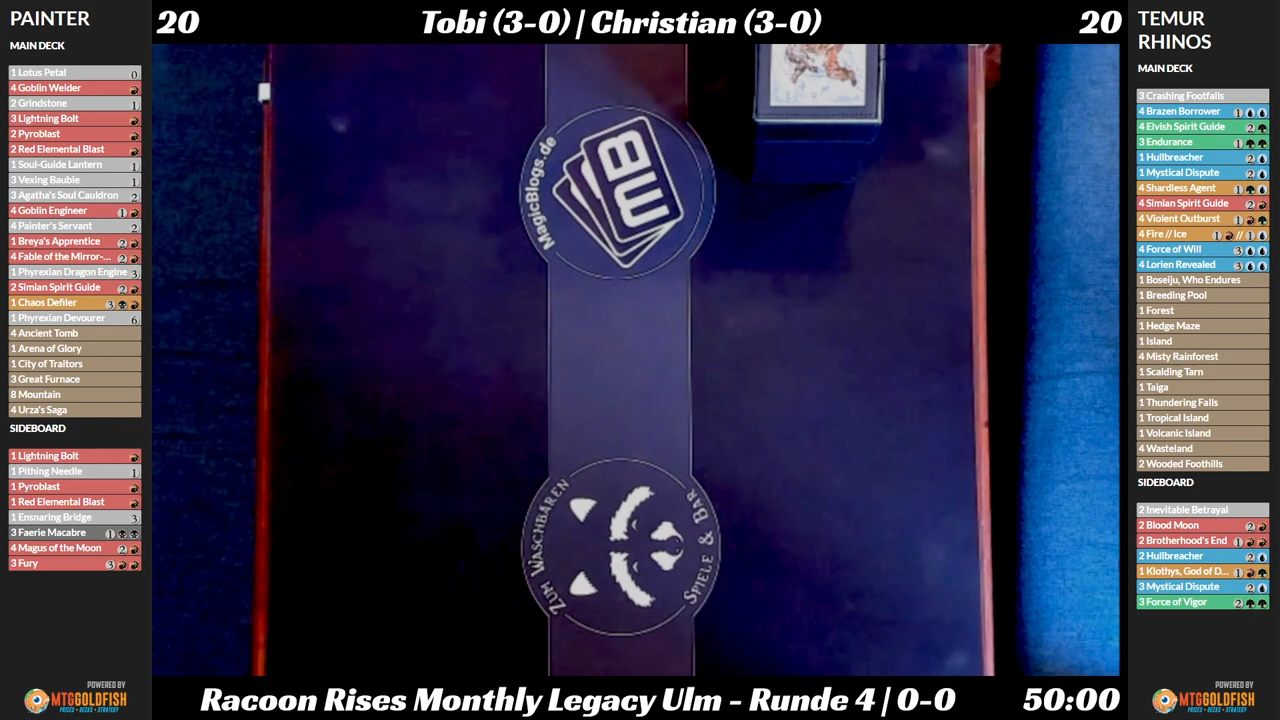 PAINTER
MAIN DECK
1 Lotus Petal 0
4 Goblin Welder
2 Grindstone 1
3 Lightning Bolt
2 Pyroblast
2 Red Elemental Blast
1 Soul-Guide Lantern 1
3 Vexing Bauble 1
3 Agatha's Soul Cauldron 2
4 Goblin Engineer 1
4 Painter's Servant 2
1 Breya's Apprentice 2
4 Fable of the Mirror-... 2
1 Phyrexian Dragon Engine 3
2 Simian Spirit Guide 2
1 Chaos Defiler 3
1 Phyrexian Devourer 6
4 Ancient Tomb
1 Arena of Glory
1 City of Traitors
3 Great Furnace
8 Mountain
4 Urza's Saga
SIDEBOARD
1 Lightning Bolt
1 Pithing Needle 1
1 Pyroblast
1 Red Elemental Blast
1 Ensnaring Bridge 3
3 Faerie Macabre 1
4 Magus of the Moon 2
3 Fury 3
POWERED BY
MTGGOLDFISH
PRICES • DECKS • STRATEGY
20
Tobi (3-0) | Christian (3-0)
20
MagicBlogs.de
MB
ZUM WASCHBÄREN
SPIELE & BAR
Racoon Rises Monthly Legacy Ulm - Runde 4 | 0-0
50:00
TEMUR
RHINOS
MAIN DECK
3 Crashing Footfalls
4 Brazen Borrower 1
4 Elvish Spirit Guide 2
3 Endurance 1
1 Hullbreacher 2
1 Mystical Dispute 2
4 Shardless Agent 1
4 Simian Spirit Guide 2
4 Violent Outburst 1
4 Fire // Ice 1 // 1
4 Force of Will 3
4 Lorien Revealed 3
1 Boseiju, Who Endures
1 Breeding Pool
1 Forest
1 Hedge Maze
1 Island
4 Misty Rainforest
1 Scalding Tarn
1 Taiga
1 Thundering Falls
1 Tropical Island
1 Volcanic Island
4 Wasteland
2 Wooded Foothills
SIDEBOARD
2 Inevitable Betrayal
2 Blood Moon 2
2 Brotherhood's End 1
2 Hullbreacher 2
1 Klothys, God of D... 1
3 Mystical Dispute 2
3 Force of Vigor 2
POWERED BY
MTGGOLDFISH
PRICES • DECKS • STRATEGY